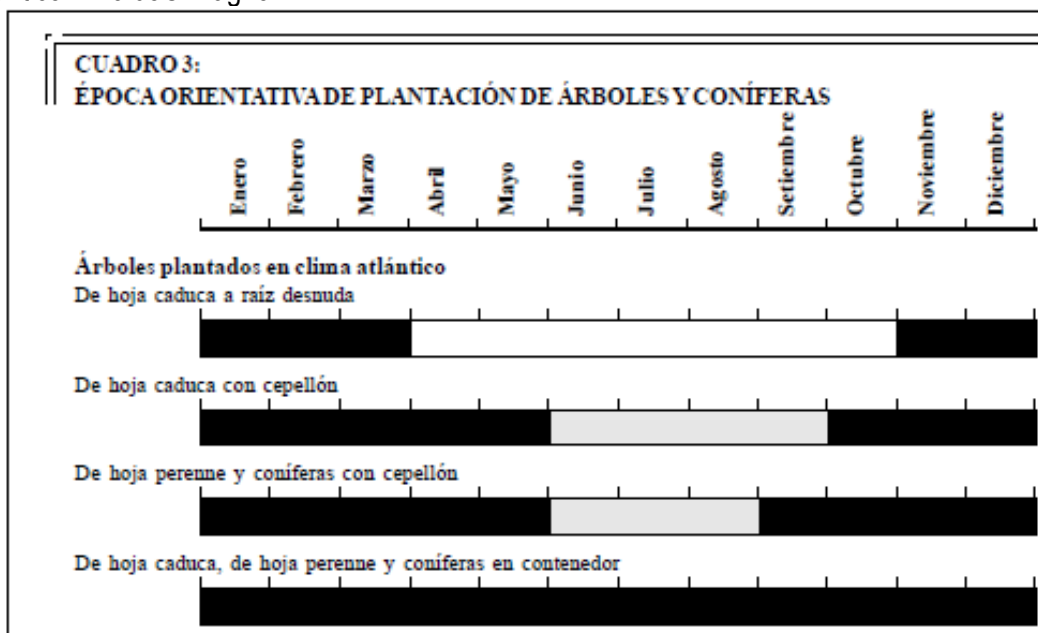 CUADRO 3:
ÉPOCA ORIENTATIVA DE PLANTACIÓN DE ÁRBOLES Y CONÍFERAS
Enero Febrero Marzo Abril Mayo Junio Julio Agosto Setiembre Octubre Noviembre Diciembre
Árboles plantados en clima atlántico
De hoja caduca a raíz desnuda
De hoja caduca con cepellón
De hoja perenne y coníferas con cepellón
De hoja caduca, de hoja perenne y coníferas en contenedor